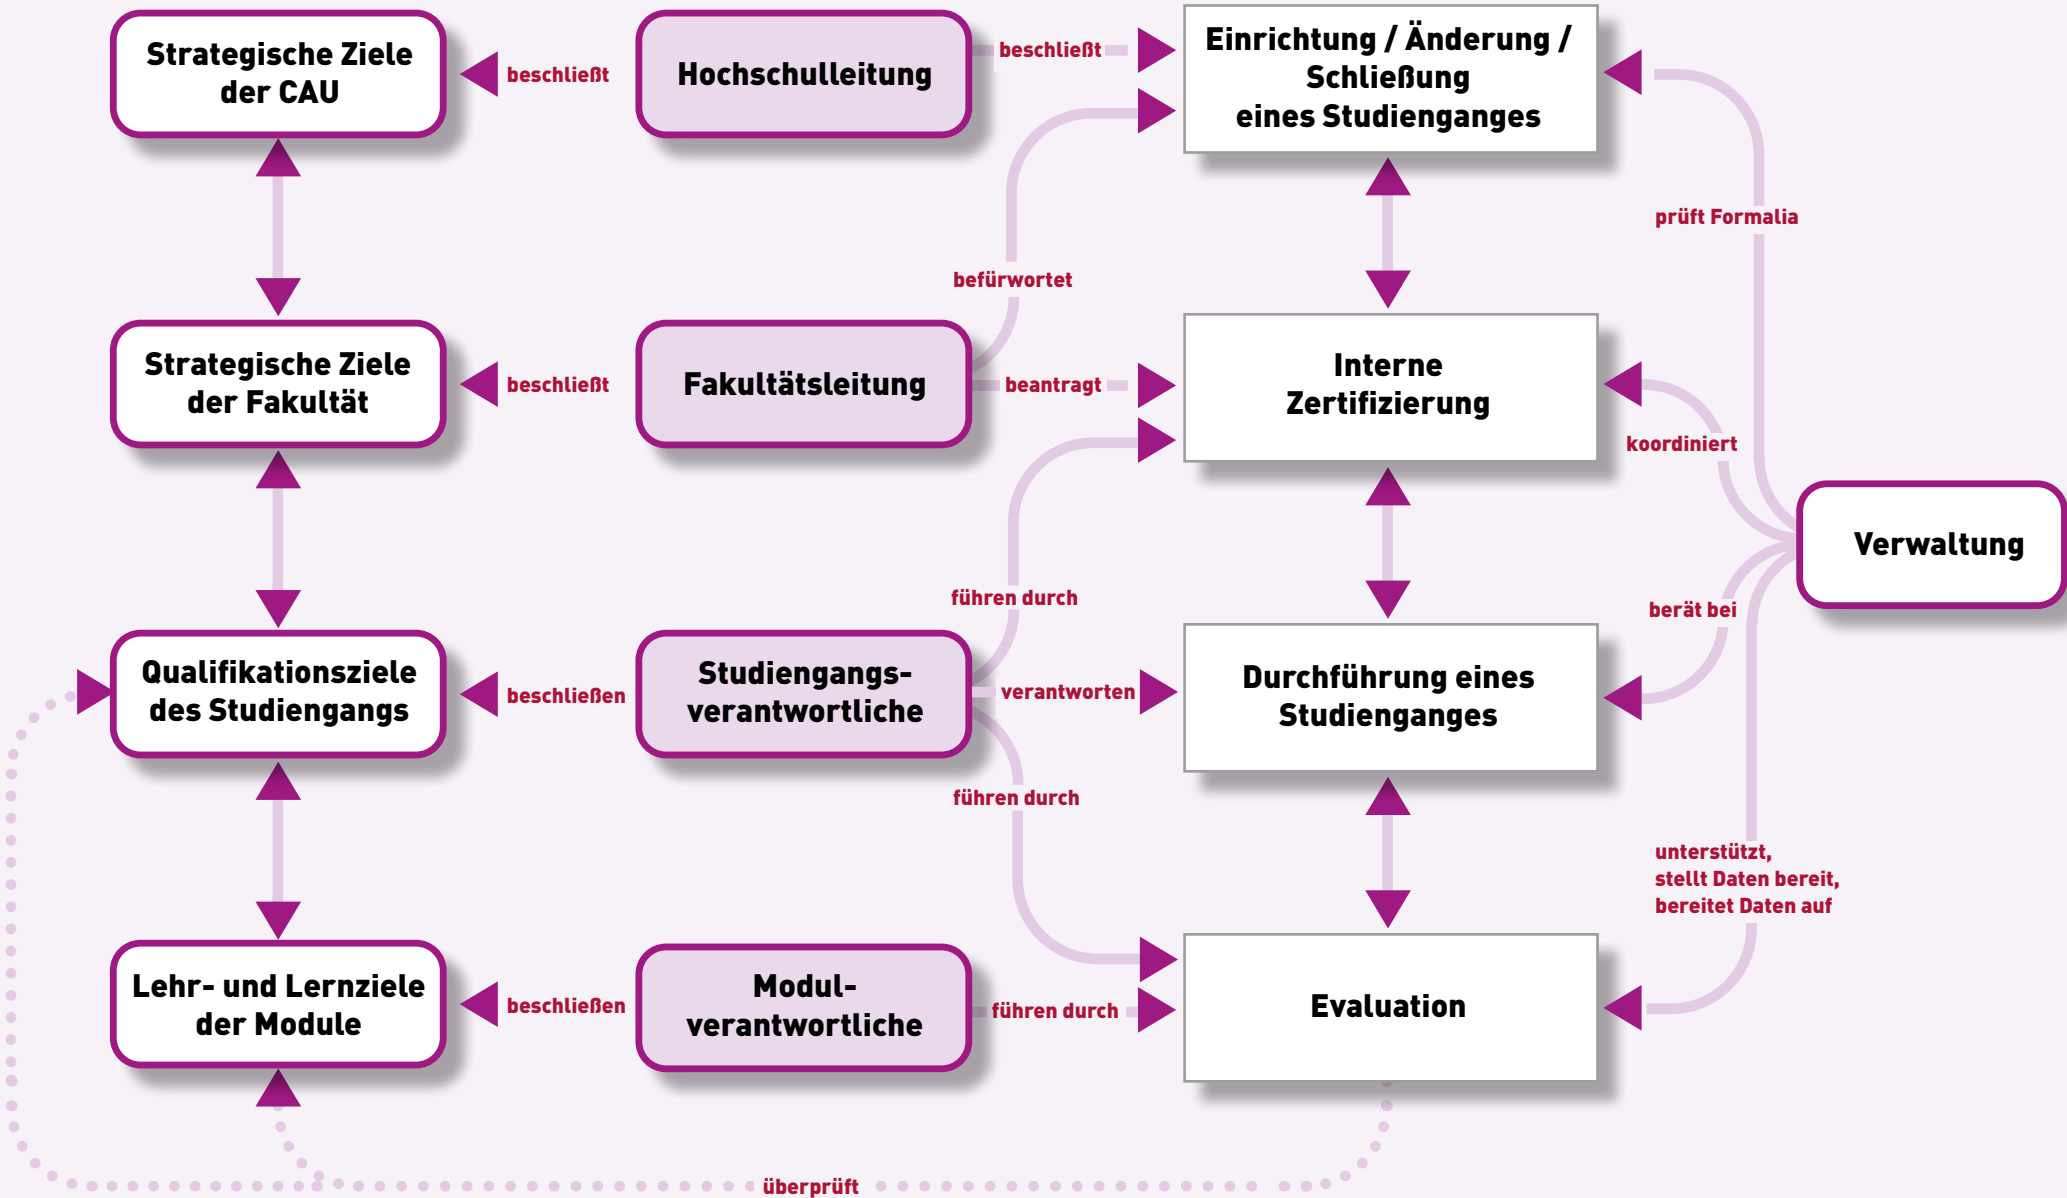 Strategische Ziele
der CAU
beschließt
Hochschulleitung
beschließt
Einrichtung / Änderung /
Schließung
eines Studienganges
prüft Formalia
befürwortet
Strategische Ziele
der Fakultät
beschließt
Fakultätsleitung
beantragt
Interne
Zertifizierung
koordiniert
Verwaltung
führen durch
berät bei
Qualifikationsziele
des Studiengangs
beschließen
Studiengangs-
verantwortliche
verantworten
Durchführung eines
Studienganges
führen durch
unterstützt,
stellt Daten bereit,
bereitet Daten auf
Lehr- und Lernziele
der Module
beschließen
Modul-
verantwortliche
führen durch
Evaluation
überprüft